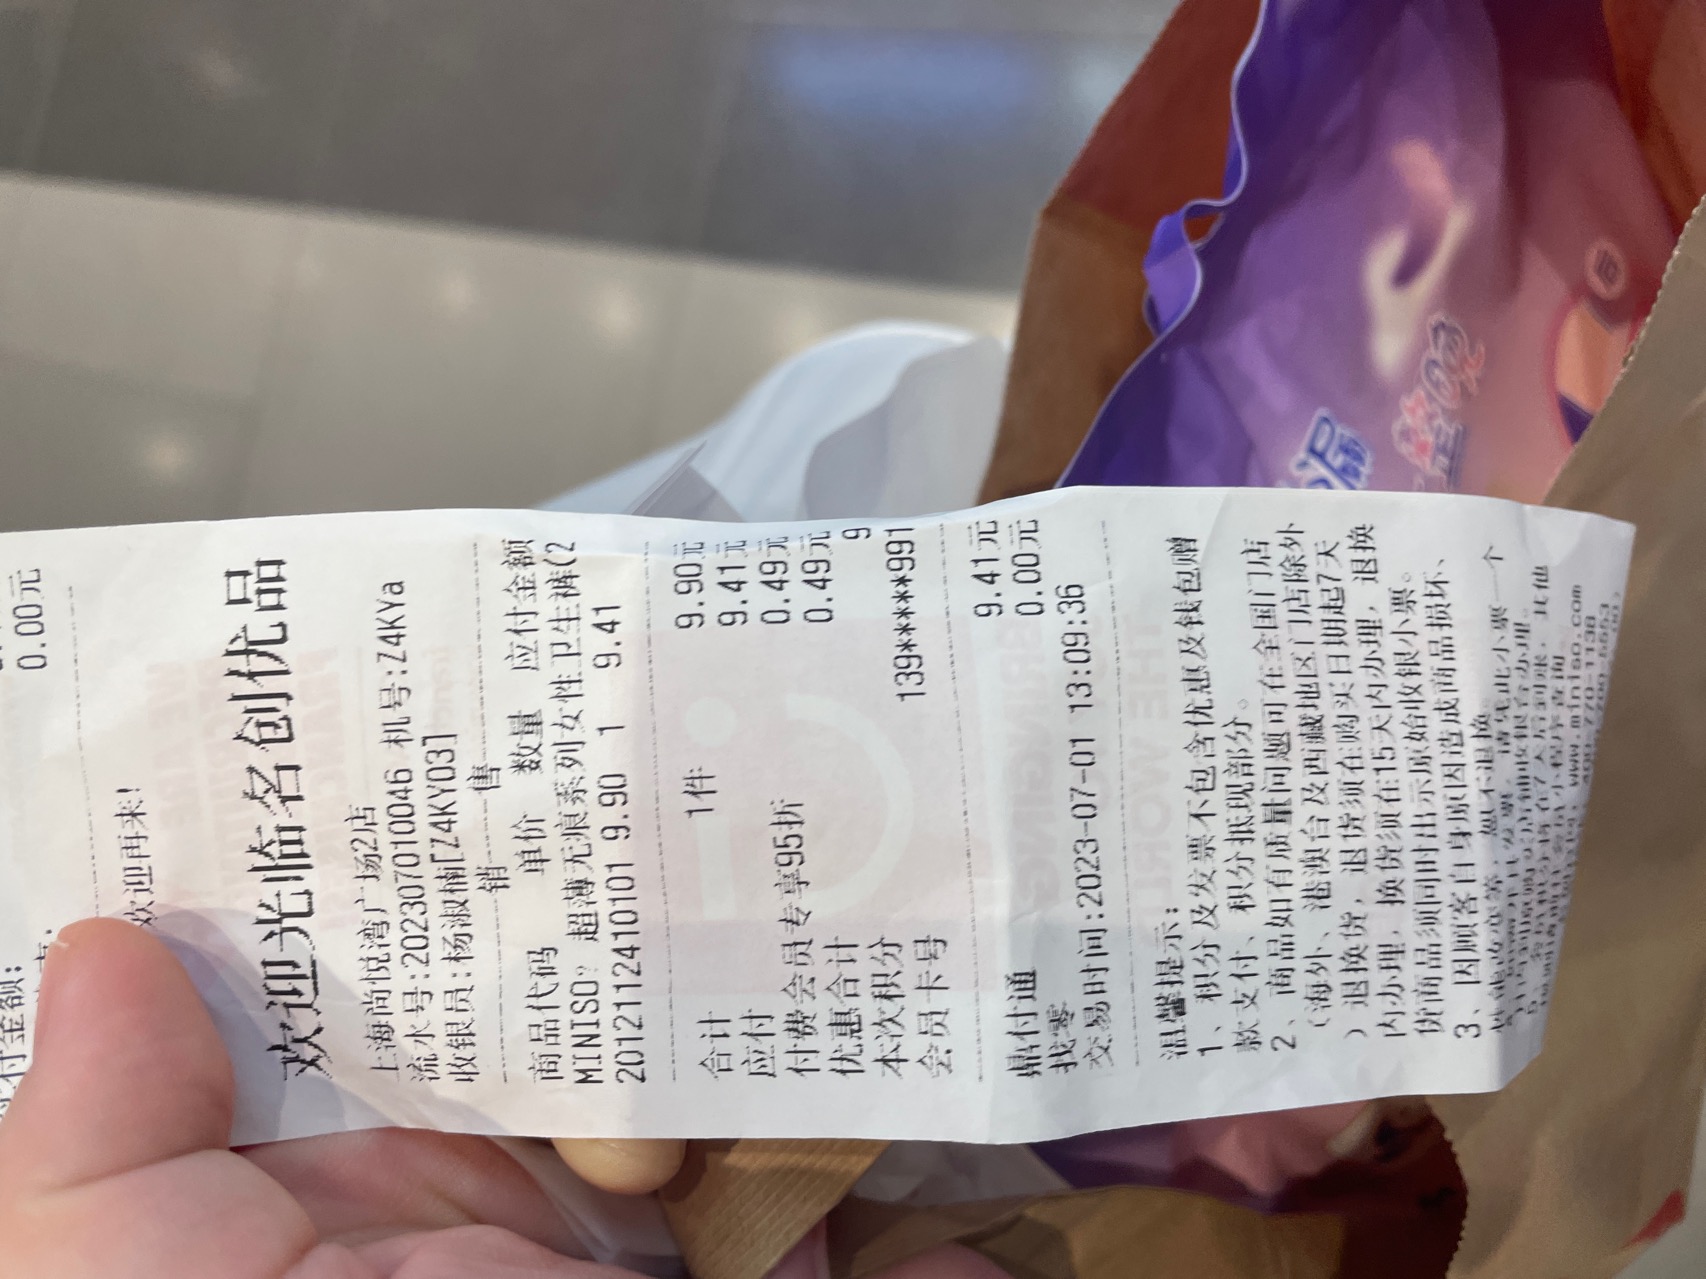 付金额:
0.00元
欢迎再来!
欢迎光临名创优品
上海尚悦湾广场2店
流水号:202307010046 机号:Z4KYa
收银员:杨淑楠[Z4KY03]
销 售
商品代码 单价 数量 应付金额
MINISO? 超薄无痕系列女性卫生裤(2
2012112410101 9.90 1 9.41
合计 1件 9.90元
应付 9.41元
付费会员专享95折 0.49元
优惠合计 0.49元
本次积分 9
会员卡号 139*****991
鼎付通 9.41元
找零 0.00元
交易时间:2023-07-01 13:09:36
温馨提示:
1、积分及发票不包含优惠及钱包赠
款支付、积分抵现部分。
2、商品如有质量问题可在全国门店
(海外、港澳台及西藏地区门店除外
)退换货,退货须在购买日期起7天
内办理,换货须在15天内办理,退换
货商品须同时出示原始收银小票。
3、因顾客自身原因造成商品损坏、
恕不退换。
www.miniso.com